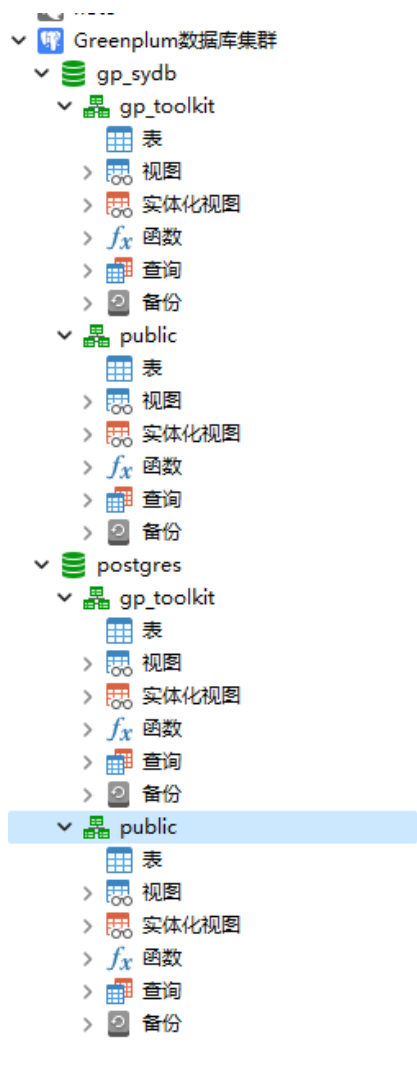 Greenplum数据库集群
gp_sydb
gp_toolkit
表
视图
实体化视图
函数
查询
备份
public
表
视图
实体化视图
函数
查询
备份
postgres
gp_toolkit
表
视图
实体化视图
函数
查询
备份
public
表
视图
实体化视图
函数
查询
备份